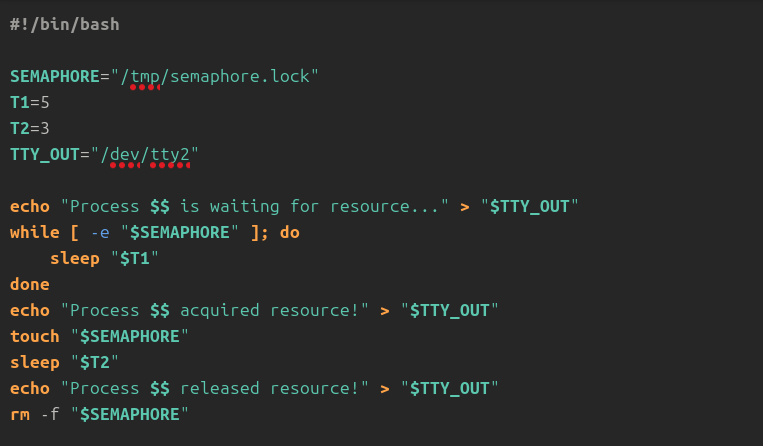 #!/bin/bash
SEMAPHORE="/tmp/semaphore.lock"
T1=5
T2=3
TTY_OUT="/dev/tty2"
echo "Process $$ is waiting for resource..." > "$TTY_OUT"
while [ -e "$SEMAPHORE" ]; do
    sleep "$T1"
done
echo "Process $$ acquired resource!" > "$TTY_OUT"
touch "$SEMAPHORE"
sleep "$T2"
echo "Process $$ released resource!" > "$TTY_OUT"
rm -f "$SEMAPHORE"